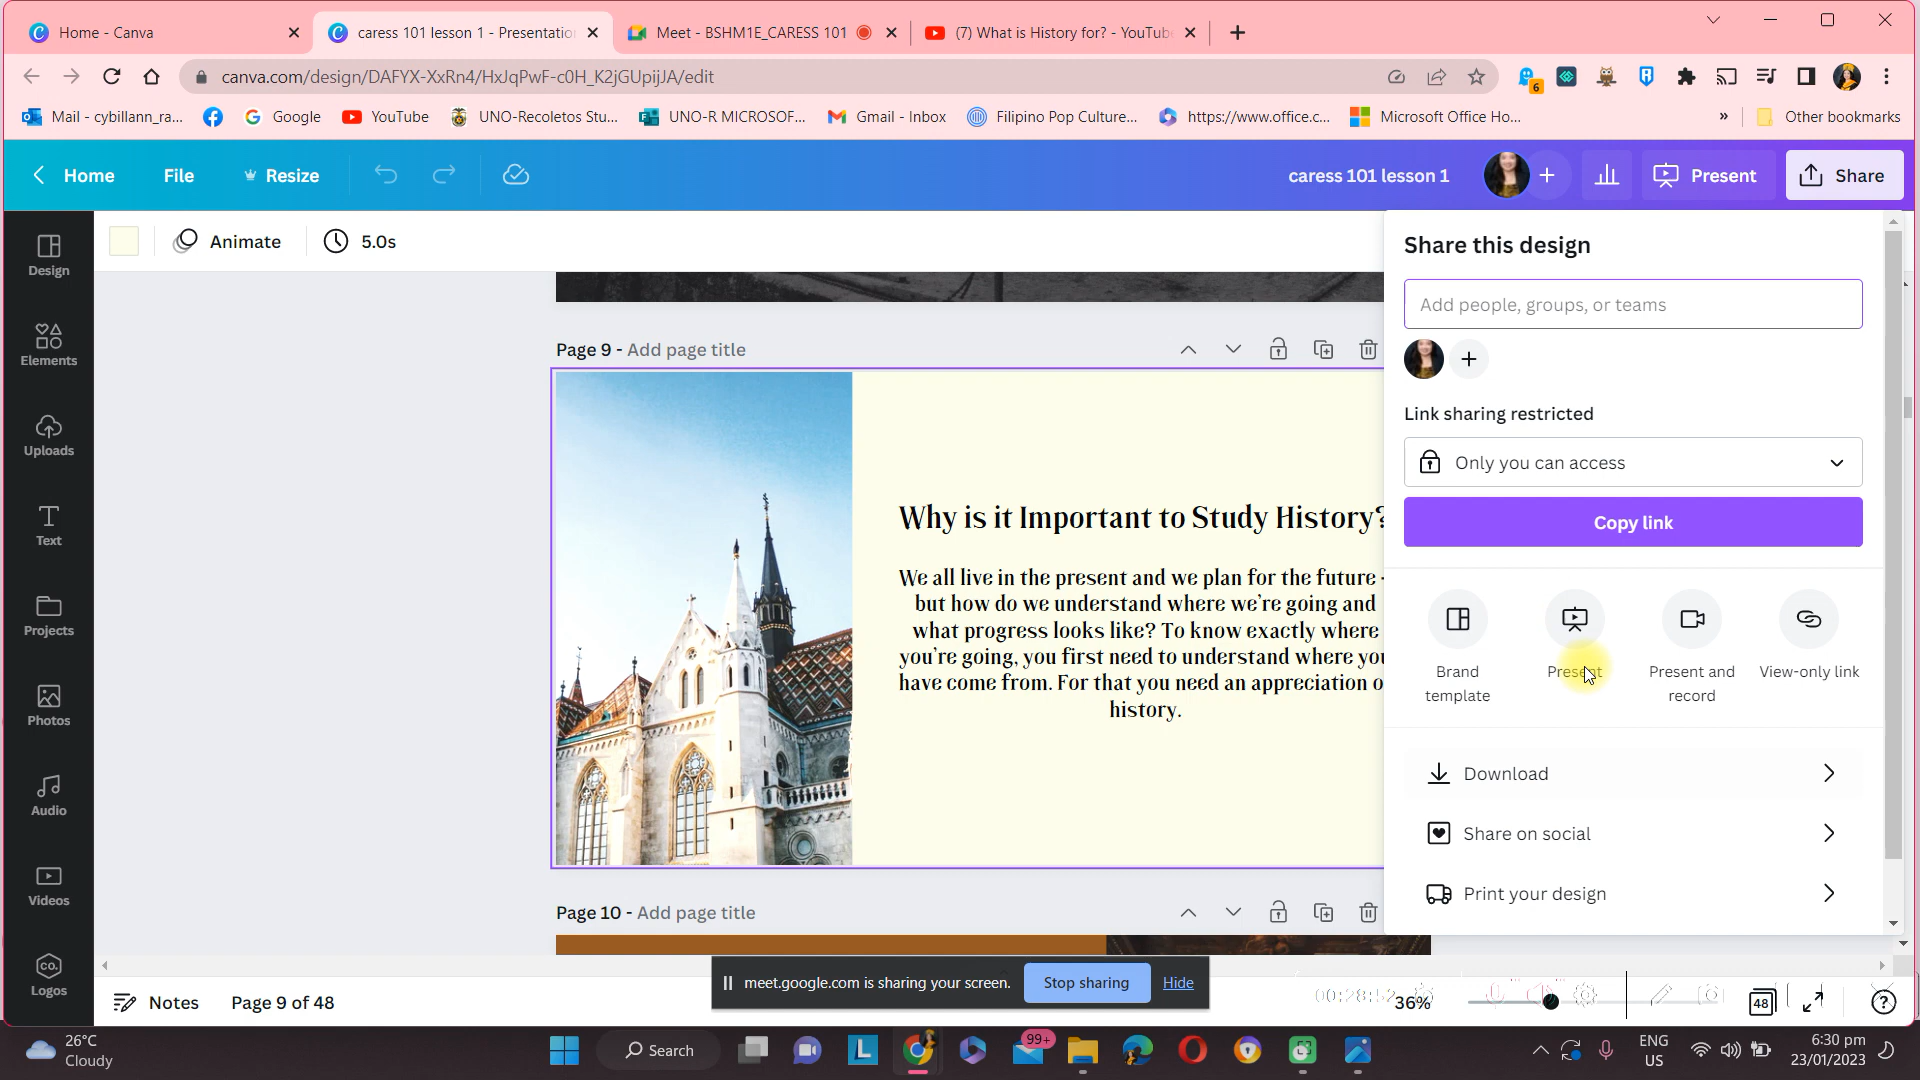 Home - Canva
caress 101 lesson 1 - Presentatio
Meet - BSHM1E_CARESS 101
(7) What is History for? - YouTub
canva.com/design/DAFYX-XxRn4/HxJqPwF-c0H_K2jGUpijJA/edit
6
Mail - cybillann_ra...
Google
YouTube
UNO-Recoletos Stu...
UNO-R MICROSOF...
Gmail - Inbox
Filipino Pop Culture...
https://www.office.c...
Microsoft Office Ho...
»
Other bookmarks
Home
File
Resize
caress 101 lesson 1
Present
Share
Design
Elements
Uploads
Text
Projects
Photos
Audio
Videos
CO.
Logos
Animate
5.0s
Page 9 - Add page title
Why is it Important to Study History?
We all live in the present and we plan for the future -
but how do we understand where we're going and
what progress looks like? To know exactly where
you're going, you first need to understand where you
have come from. For that you need an appreciation o
history.
Page 10 - Add page title
Share this design
Add people, groups, or teams
Link sharing restricted
Only you can access
Copy link
Brand
template
Present
Present and
record
View-only link
Download
Share on social
Print your design
meet.google.com is sharing your screen.
Stop sharing
Hide
Notes
Page 9 of 48
00:28:52
36%
48
26°C
Cloudy
Search
99+
ENG
US
6:30 pm
23/01/2023